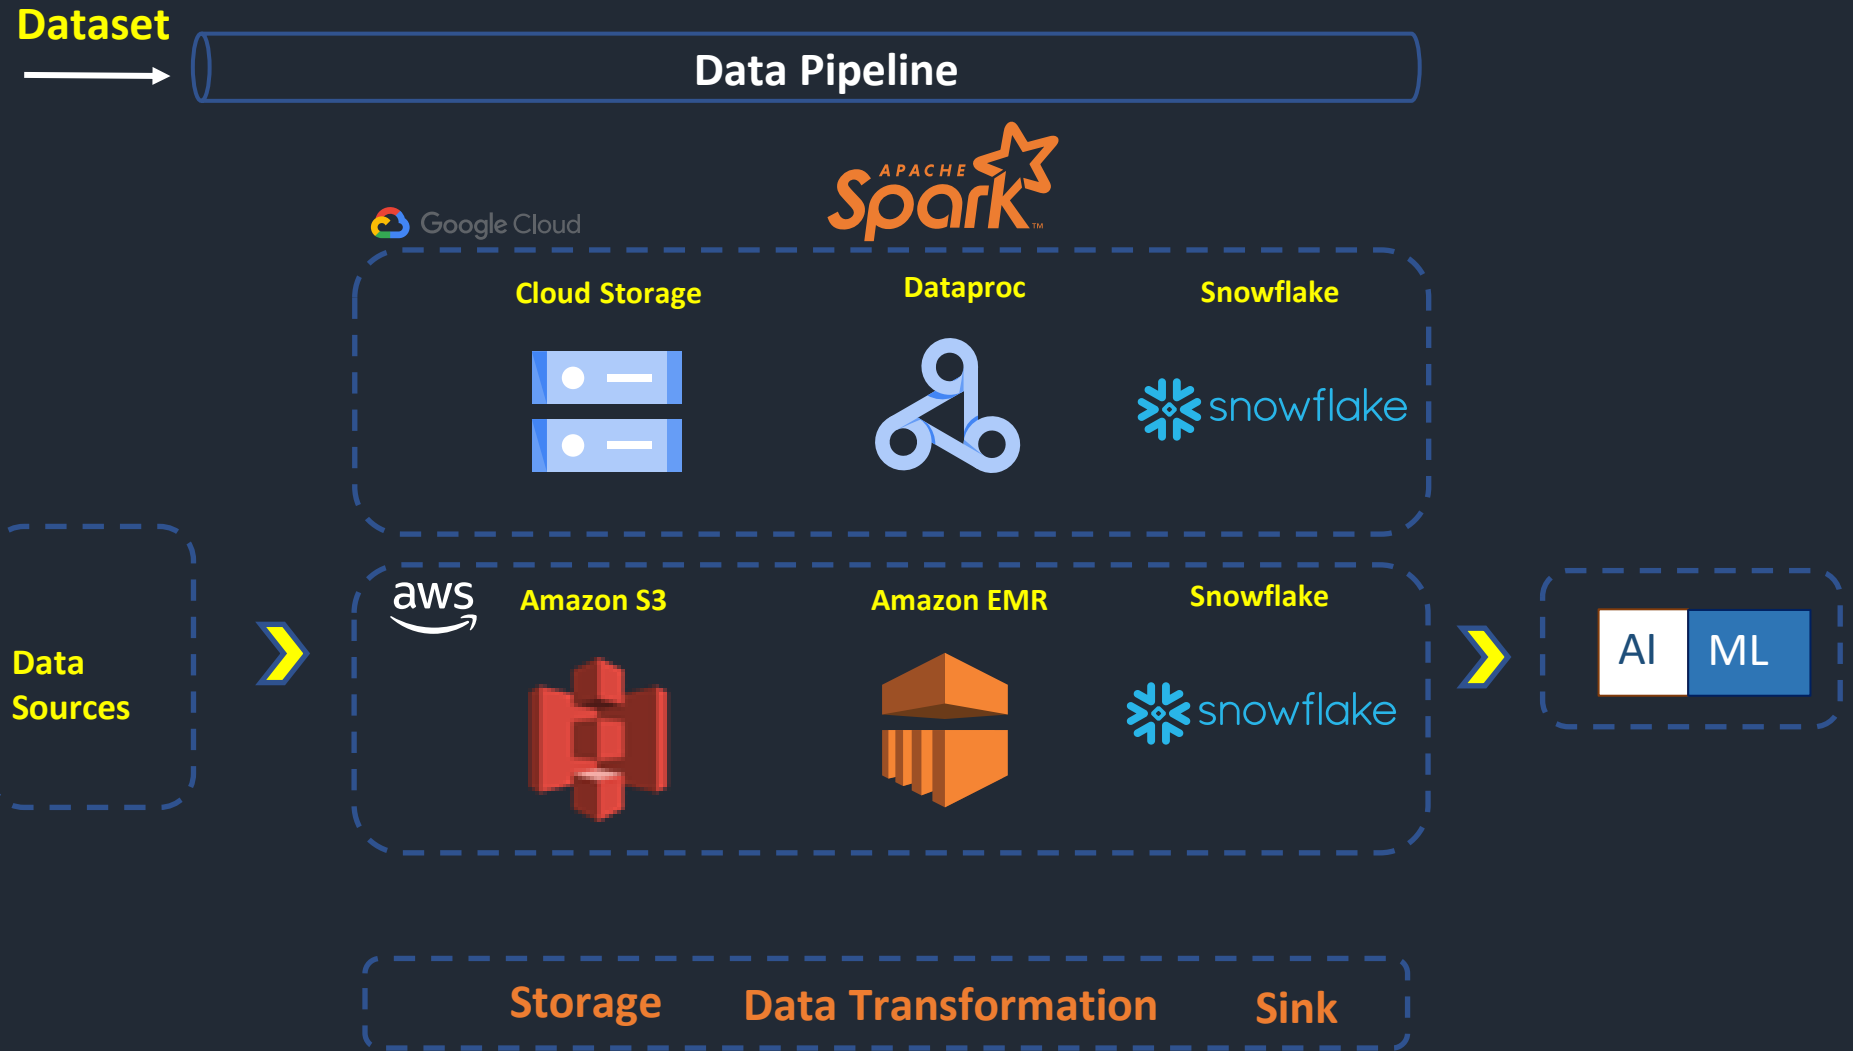 Dataset
Data Pipeline
APACHE
Spark™
Google Cloud
Cloud Storage
Dataproc
Snowflake
snowflake
aws
Amazon S3
Amazon EMR
Snowflake
snowflake
Data
Sources
AI
ML
Storage
Data Transformation
Sink